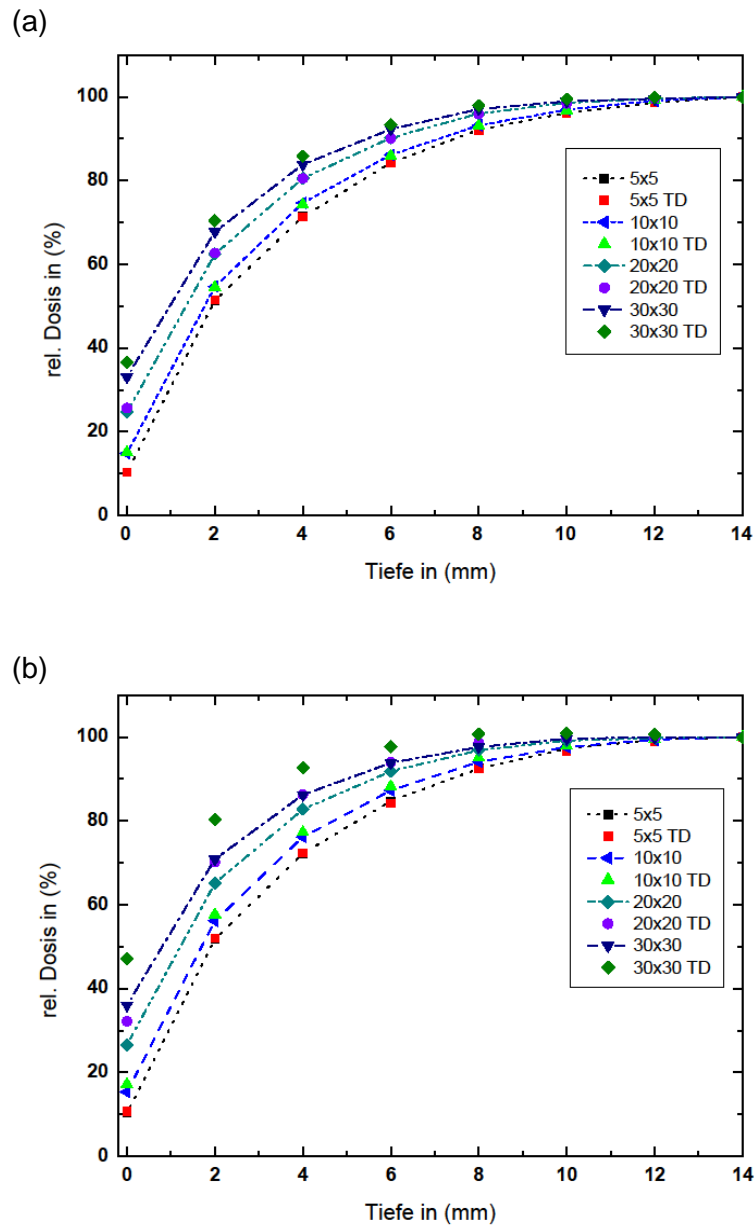 (a)
100
80
60
40
20
0
rel. Dosis in (%)
5x5
5x5 TD
10x10
10x10 TD
20x20
20x20 TD
30x30
30x30 TD
0 2 4 6 8 10 12 14
Tiefe in (mm)
(b)
100
80
60
40
20
0
rel. Dosis in (%)
5x5
5x5 TD
10x10
10x10 TD
20x20
20x20 TD
30x30
30x30 TD
0 2 4 6 8 10 12 14
Tiefe in (mm)